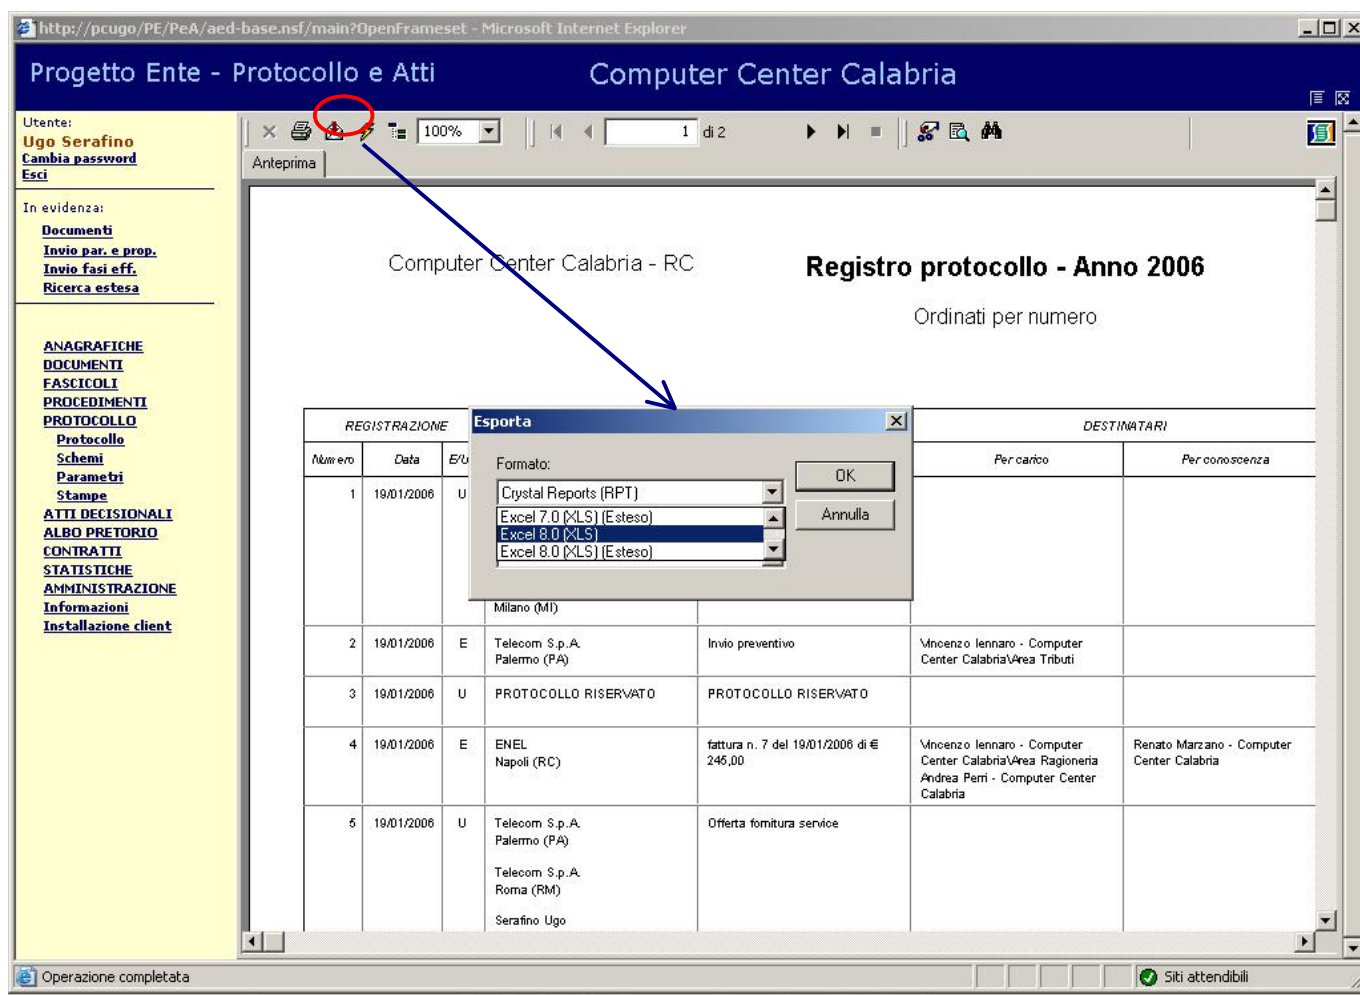 http://pcugo/PE/PeA/aed-base.nsf/main?OpenFrameset - Microsoft Internet Explorer
Progetto Ente - Protocollo e Atti
Computer Center Calabria
Utente:
Ugo Serafino
Cambia password
Esci
In evidenza:
Documenti
Invio par. e prop.
Invio fasi eff.
Ricerca estesa
ANAGRAFICHE
DOCUMENTI
FASCICOLI
PROCEDIMENTI
PROTOCOLLO
Protocollo
Schemi
Parametri
Stampe
ATTI DECISIONALI
ALBO PRETORIO
CONTRATTI
STATISTICHE
AMMINISTRAZIONE
Informazioni
Installazione client
100%
1 di 2
Anteprima
Computer Center Calabria - RC
Registro protocollo - Anno 2006
Ordinati per numero
REGISTRAZIONE
DESTINATARI
Numero Data E/U
Per carico
Per conoscenza
Esporta
Formato:
Crystal Reports (RPT)
Excel 7.0 (XLS) (Esteso)
Excel 8.0 (XLS)
Excel 8.0 (XLS) (Esteso)
OK
Annulla
1 19/01/2006 U
Milano (MI)
2 19/01/2006 E Telecom S.p.A. Invio preventivo Vincenzo Iennaro - Computer
Palermo (PA) Center Calabria\Area Tributi
3 19/01/2006 U PROTOCOLLO RISERVATO PROTOCOLLO RISERVATO
4 19/01/2006 E ENEL fattura n. 7 del 19/01/2006 di € Vincenzo Iennaro - Computer Renato Marzano - Computer
Napoli (RC) 245,00 Center Calabria\Area Ragioneria Center Calabria
Andrea Perri - Computer Center
Calabria
5 19/01/2006 U Telecom S.p.A. Offerta fornitura service
Palermo (PA)
Telecom S.p.A.
Roma (RM)
Serafino Ugo
Operazione completata
Siti attendibili